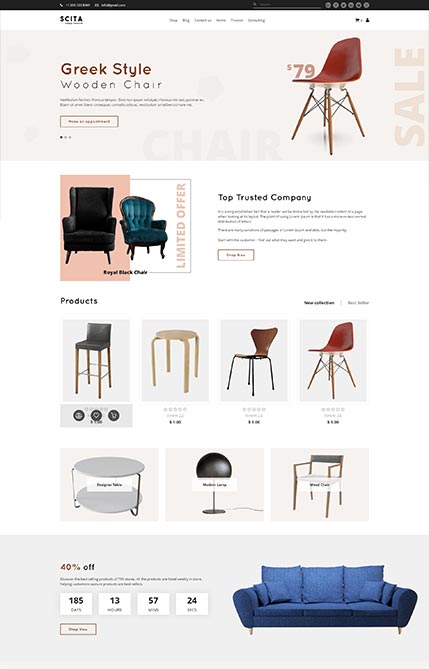 +1 000 123 8069
info@gmail.com
Search
SCITA
Shop
Blog
Contact us
Home
Themes
Consulting
Greek Style
Wooden Chair
Make an appointment
$79
SALE
CHAIR
LIMITED OFFER
Royal Black Chair
Top Trusted Company
It is a long established fact that a reader will be distracted by the readable content of a page
when looking at its layout. The point of using Lorem Ipsum is that it has a more-or-less normal
distribution of letters.
There are many variations of passages of Lorem Ipsum available, but the majority.
Start with the customer – find out what they want and give it to them.
Shop Now
Products
New collection
Best Seller
$ 1.00
$ 1.00
$ 1.00
$ 1.00
Designer Table
Modern Lamp
Wood Chair
40% off
Discover the best selling products of 750 stores. All the products are listed weekly in store,
helping customers capture products are best sellers.
185 13 57 24
DAYS HOURS MINS SECS
Shop Now